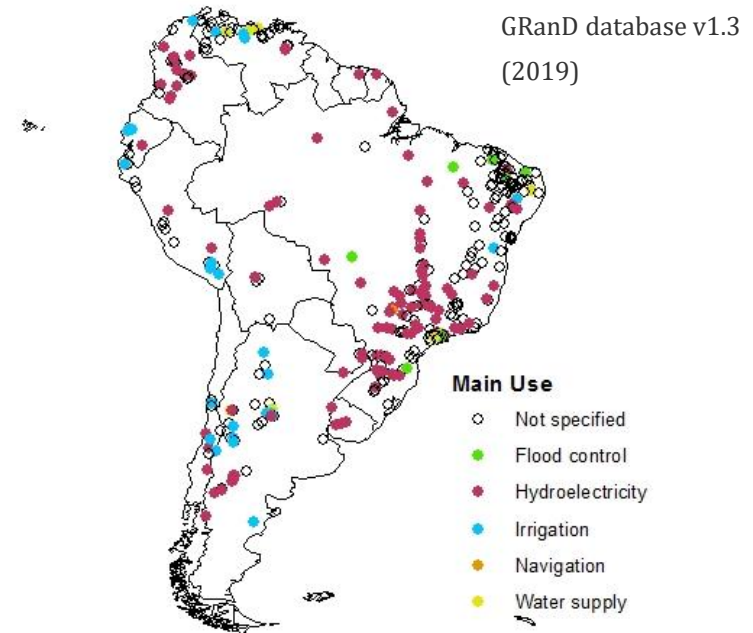 GRanD database v1.3
(2019)
Main Use
Not specified
Flood control
Hydroelectricity
Irrigation
Navigation
Water supply